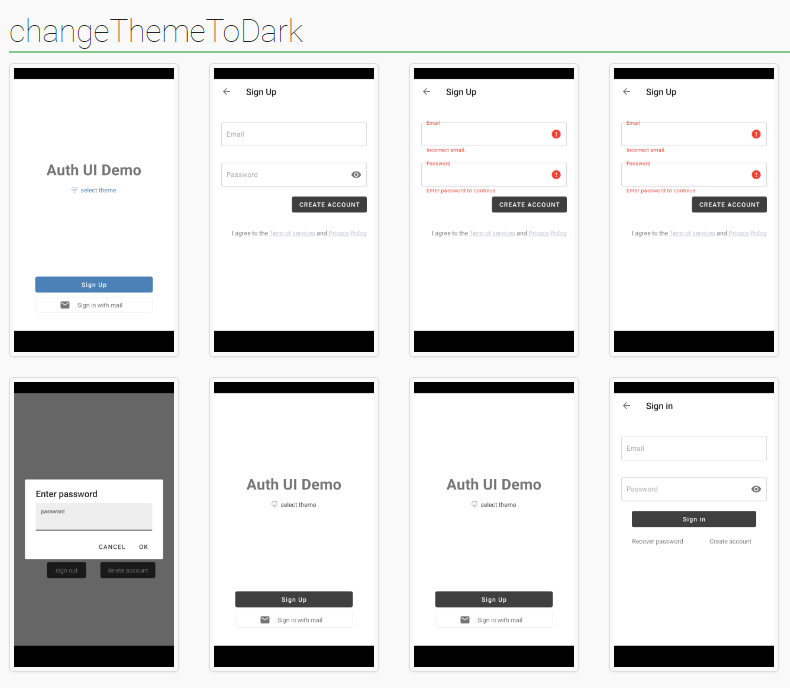 changeThemeToDark
Auth UI Demo
select theme
Sign Up
Sign in with mail
Sign Up
Email
Password
CREATE ACCOUNT
I agree to the Term of services and Privacy Policy
Sign Up
Email
Incorrect email.
Password
Enter password to continue
CREATE ACCOUNT
I agree to the Term of services and Privacy Policy
Sign Up
Email
Incorrect email.
Password
Enter password to continue
CREATE ACCOUNT
I agree to the Term of services and Privacy Policy
Enter password
password
CANCEL OK
sign out delete account
Auth UI Demo
select theme
Sign Up
Sign in with mail
Auth UI Demo
select theme
Sign Up
Sign in with mail
Sign in
Email
Password
Sign in
Recover password Create account